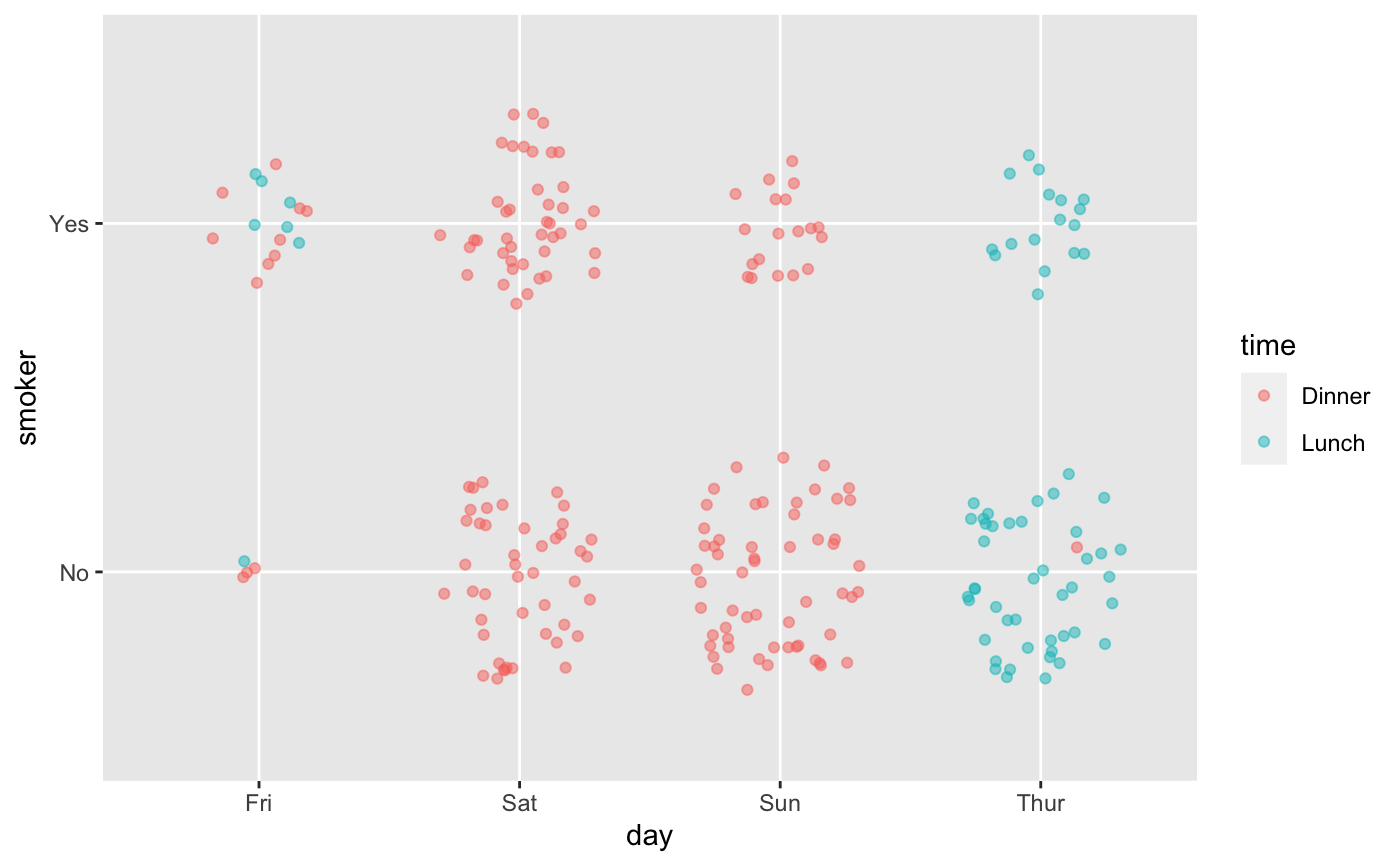 smoker
Yes
No
Fri
Sat
Sun
Thur
day
time
Dinner
Lunch